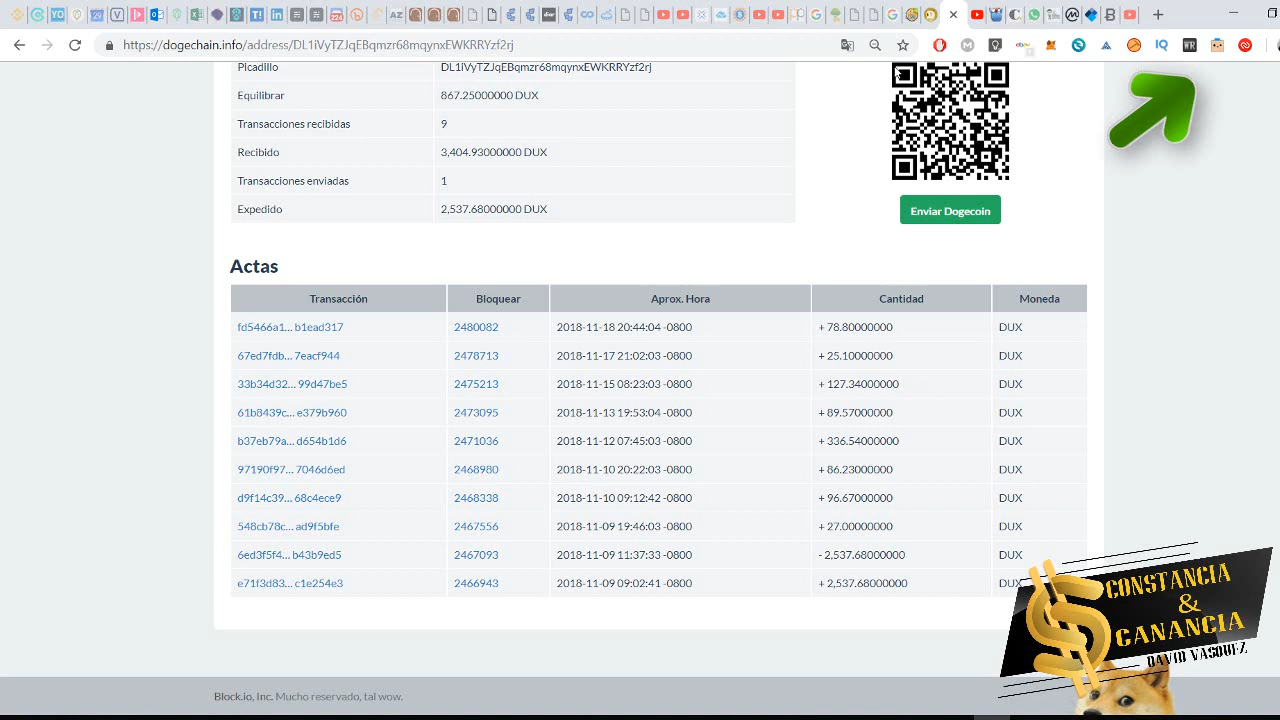 https://dogechain.info/address/DL1iVyTZJqEBqmzr68mqynxEWKRRYzf2rj
Picadillo DL1iVyTZJqEBqmzr68mqynxEWKRRYzf2rj
Equilibrar 867.25000000 DUX
Transacciones recibidas 9
Recibido 3,404.93000000 DUX
Transacciones enviadas 1
Expedido 2,537.68000000 DUX
Enviar Dogecoin
Actas
Transacción Bloquear Aprox. Hora Cantidad Moneda
fd5466a1... b1ead317 2480082 2018-11-18 20:44:04 -0800 + 78.80000000 DUX
67ed7fdb... 7eacf944 2478713 2018-11-17 21:02:03 -0800 + 25.10000000 DUX
33b34d32... 99d47be5 2475213 2018-11-15 08:23:03 -0800 + 127.34000000 DUX
61b8439c... e379b960 2473095 2018-11-13 19:53:04 -0800 + 89.57000000 DUX
b37eb79a... d654b1d6 2471036 2018-11-12 07:45:03 -0800 + 336.54000000 DUX
97190f97... 7046d6ed 2468980 2018-11-10 20:22:03 -0800 + 86.23000000 DUX
d9f14c39... 68c4ece9 2468338 2018-11-10 09:12:42 -0800 + 96.67000000 DUX
548cb78c... ad9f5bfe 2467556 2018-11-09 19:46:03 -0800 + 27.00000000 DUX
6ed3f5f4... b43b9ed5 2467093 2018-11-09 11:37:33 -0800 - 2,537.68000000 DUX
e71f3d83... c1e254e3 2466943 2018-11-09 09:02:41 -0800 + 2,537.68000000 DUX
CONSTANCIA
&
GANANCIA
DAVID VASQUEZ
Block.io, Inc. Mucho reservado, tal wow.